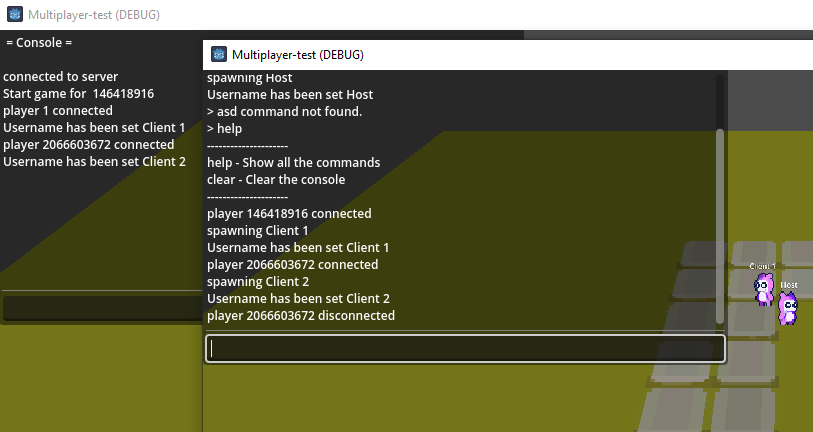 Multiplayer-test (DEBUG)
= Console =
connected to server
Start game for  146418916
player 1 connected
Username has been set Client 1
player 2066603672 connected
Username has been set Client 2
Multiplayer-test (DEBUG)
spawning Host
Username has been set Host
> asd command not found.
> help
---------------------
help - Show all the commands
clear - Clear the console
---------------------
player 146418916 connected
spawning Client 1
Username has been set Client 1
player 2066603672 connected
spawning Client 2
Username has been set Client 2
player 2066603672 disconnected
Client 1
Host